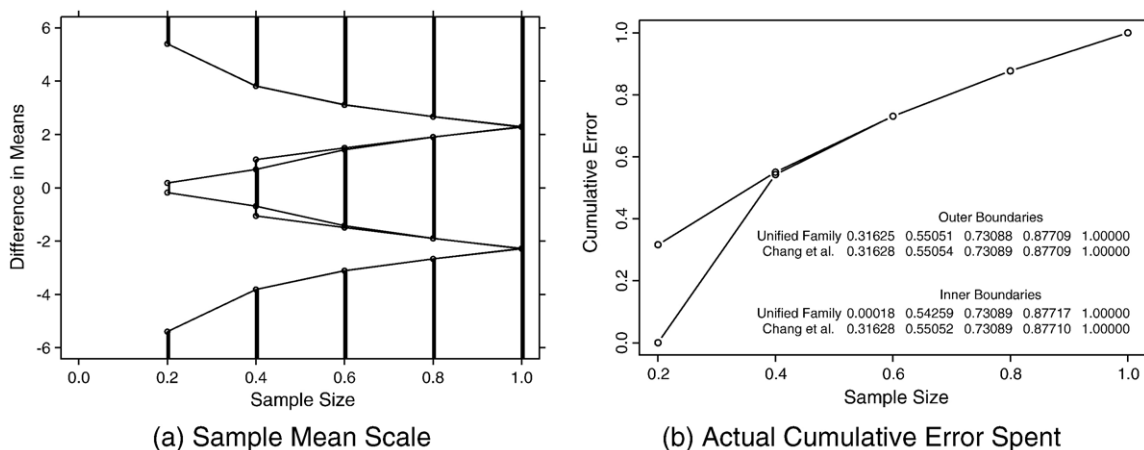 6
4
2
0
-2
-4
-6
Difference in Means
0.0 0.2 0.4 0.6 0.8 1.0
Sample Size
(a) Sample Mean Scale
1.0
0.8
0.6
0.4
0.2
0.0
Cumulative Error
Outer Boundaries
Unified Family 0.31625 0.55051 0.73088 0.87709 1.00000
Chang et al. 0.31628 0.55054 0.73089 0.87709 1.00000
Inner Boundaries
Unified Family 0.00018 0.54259 0.73089 0.87717 1.00000
Chang et al. 0.31628 0.55052 0.73089 0.87710 1.00000
0.2 0.4 0.6 0.8 1.0
Sample Size
(b) Actual Cumulative Error Spent